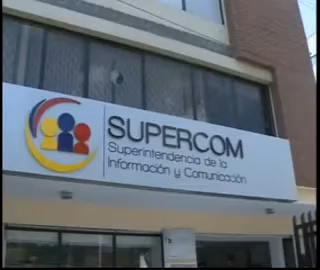 SUPERCOM
Superintendencia de la
Información y Comunicación